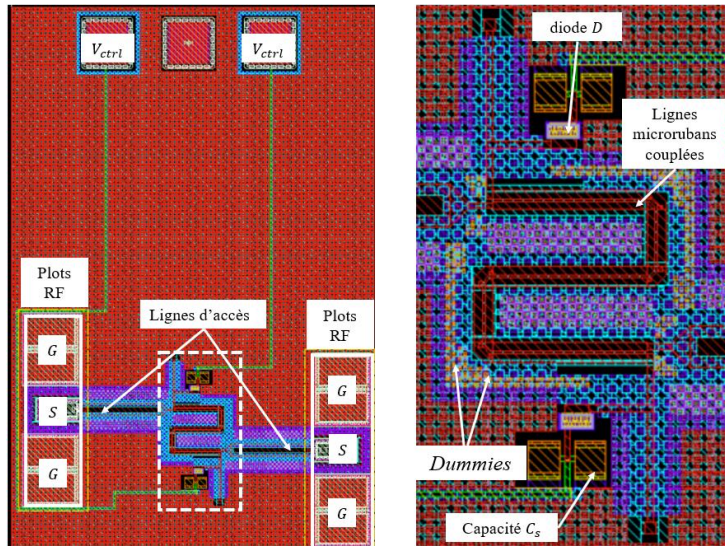 V_ctrl
V_ctrl
Plots
RF
G
S
G
Lignes d'accès
Plots
RF
G
S
G
diode D
Lignes
microrubans
couplées
Dummies
Capacité C_s